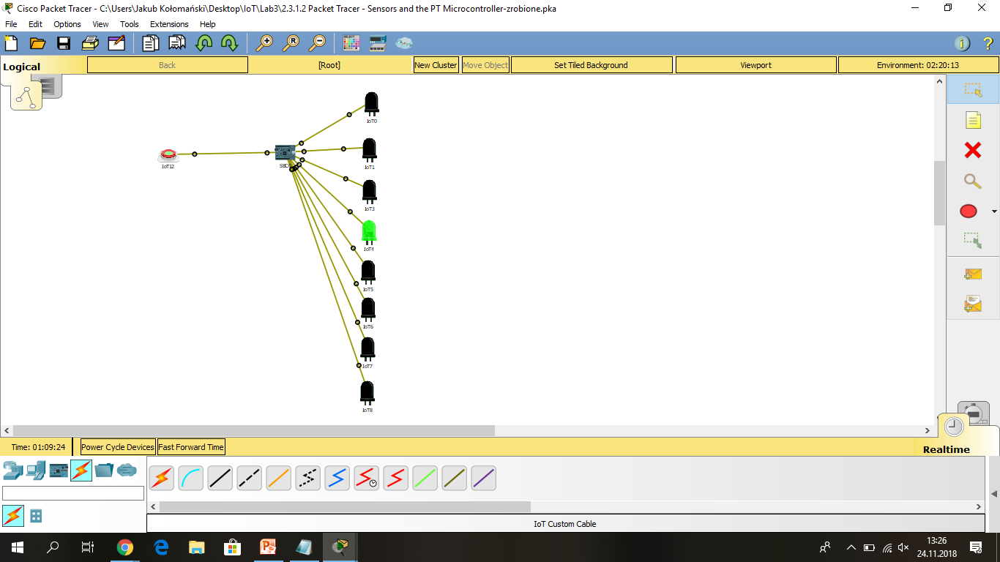 Cisco Packet Tracer - C:\Users\Jakub Kołomański\Desktop\IoT\Lab3\2.3.1.2 Packet Tracer - Sensors and the PT Microcontroller-zrobione.pka
File Edit Options View Tools Extensions Help
SELECT
Logical Back [Root] New Cluster Move Object Set Tiled Background Viewport Environment: 02:20:13
IoT0
IoT12
IoT1
IoT3
IoT4
IoT5
IoT6
IoT7
IoT8
Time: 01:09:24 Power Cycle Devices Fast Forward Time Realtime
IoT Custom Cable
13:26
24.11.2018